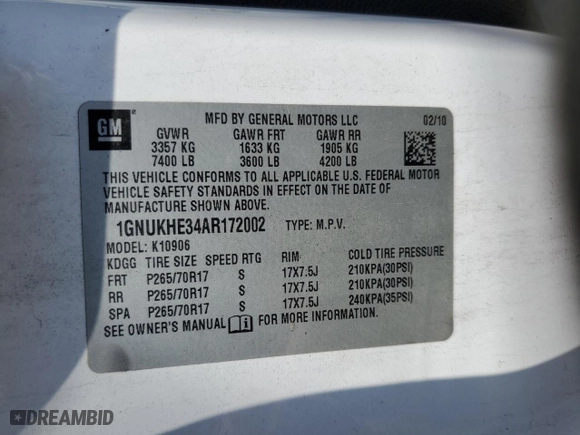 GM
MFD BY GENERAL MOTORS LLC 02/10
GVWR GAWR FRT GAWR RR
3357 KG 1633 KG 1905 KG
7400 LB 3600 LB 4200 LB
THIS VEHICLE CONFORMS TO ALL APPLICABLE U.S. FEDERAL MOTOR
VEHICLE SAFETY STANDARDS IN EFFECT ON THE DATE OF
MANUFACTURE SHOWN ABOVE.
1GNUKHE34AR172002 TYPE: M.P.V.
MODEL: K10906
KDGG TIRE SIZE SPEED RTG RIM COLD TIRE PRESSURE
FRT P265/70R17 S 17X7.5J 210KPA(30PSI)
RR P265/70R17 S 17X7.5J 210KPA(30PSI)
SPA P265/70R17 S 17X7.5J 240KPA(35PSI)
SEE OWNER'S MANUAL FOR MORE INFORMATION.
DREAMBID